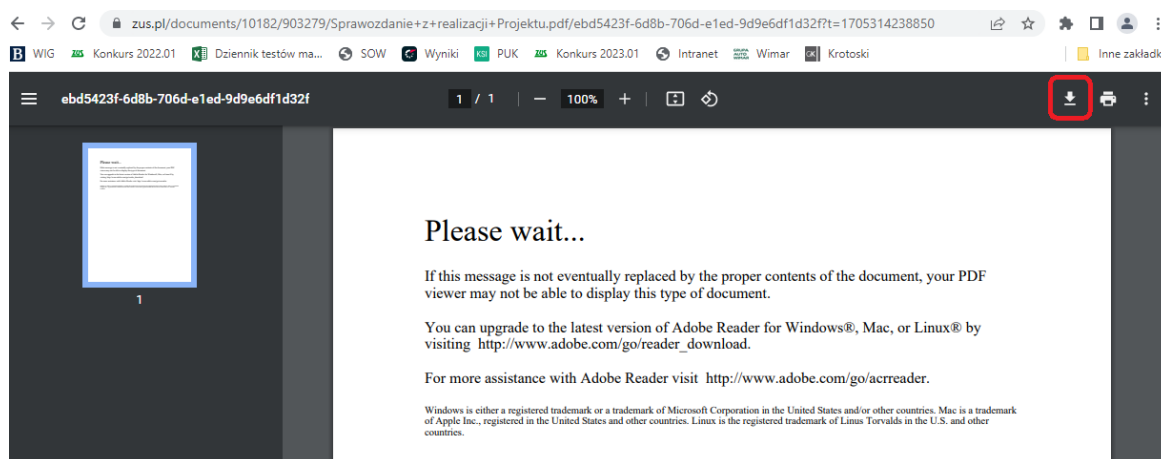 zus.pl/documents/10182/903279/Sprawozdanie+z+realizacji+Projektu.pdf/ebd5423f-6d8b-706d-e1ed-9d9e6df1d32f?t=1705314238850
B WIG ZUS Konkurs 2022.01 Dziennik testów ma... SOW Wyniki KSI PUK ZUS Konkurs 2023.01 Intranet Wimar GK Krotoski Inne zakładk
ebd5423f-6d8b-706d-e1ed-9d9e6df1d32f 1 / 1 | — 100% + |
Please wait...
If this message is not eventually replaced by the proper contents of the document, your PDF
viewer may not be able to display this type of document.
You can upgrade to the latest version of Adobe Reader for Windows®, Mac, or Linux® by
visiting http://www.adobe.com/go/reader_download.
For more assistance with Adobe Reader visit http://www.adobe.com/go/acrreader.
Windows is either a registered trademark or a trademark of Microsoft Corporation in the United States and/or other countries. Mac is a trademark
of Apple Inc., registered in the United States and other countries. Linux is the registered trademark of Linus Torvalds in the U.S. and other
countries.
Please wait...
1